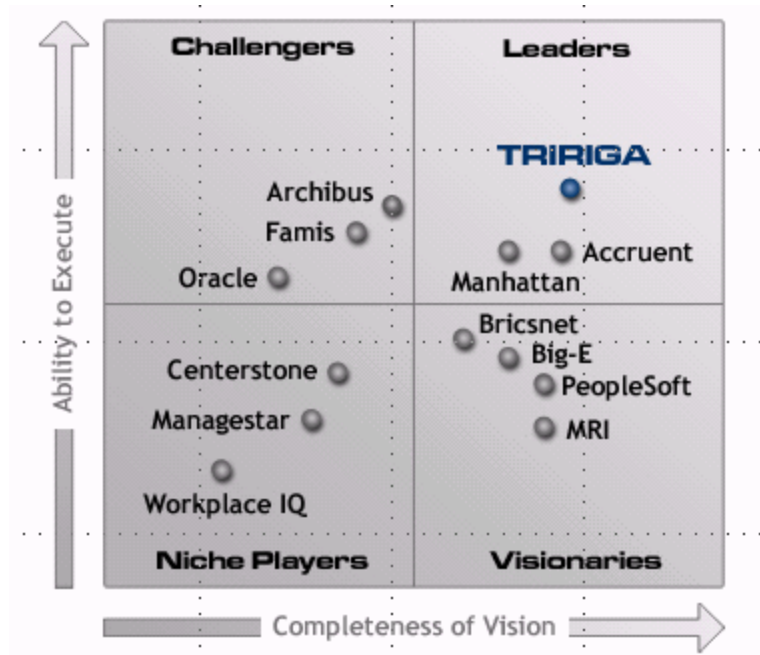 Challengers
Leaders
TRIRIGA
Archibus
Famis
Oracle
Accruent
Manhattan
Ability to Execute
Bricsnet
Big-E
PeopleSoft
MRI
Centerstone
Managestar
Workplace IQ
Niche Players
Visionaries
Completeness of Vision